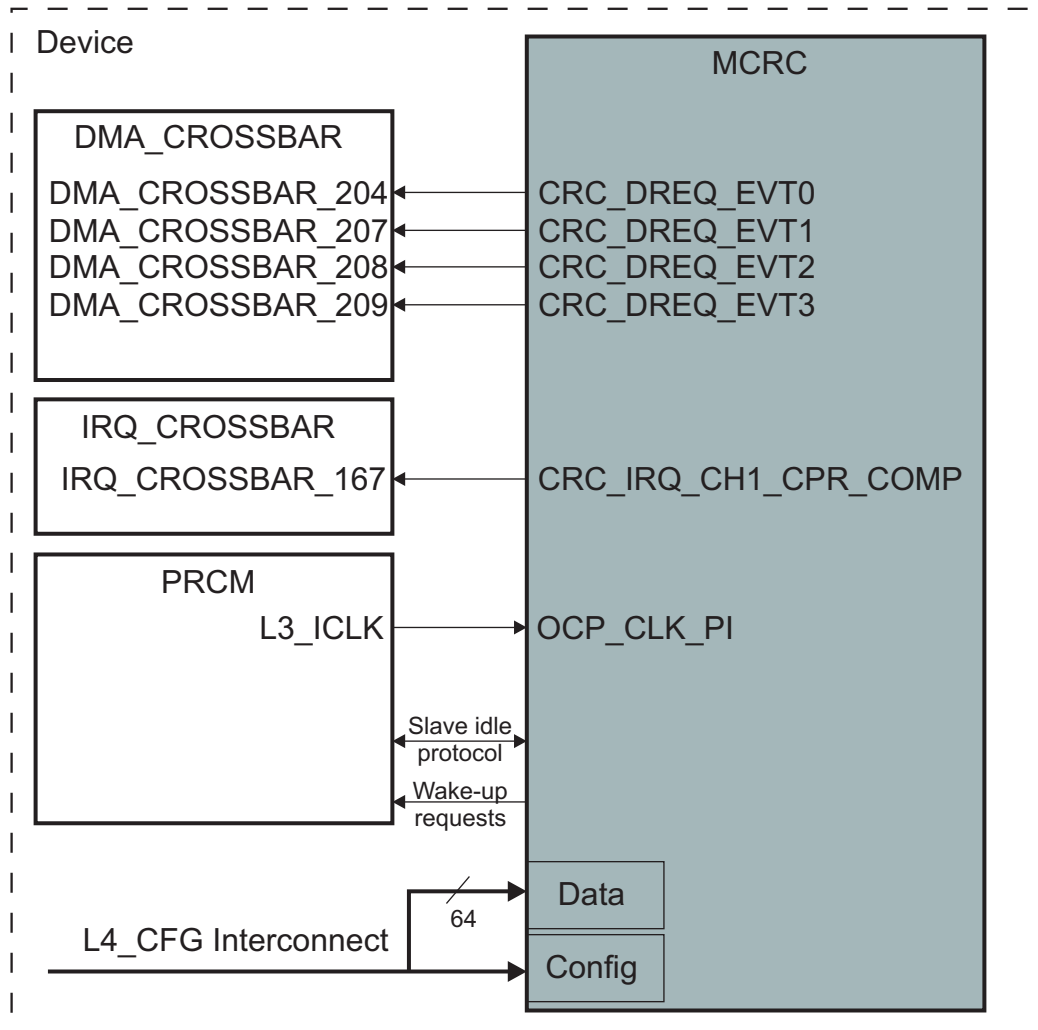 Device
MCRC
DMA_CROSSBAR
DMA_CROSSBAR_204 CRC_DREQ_EVT0
DMA_CROSSBAR_207 CRC_DREQ_EVT1
DMA_CROSSBAR_208 CRC_DREQ_EVT2
DMA_CROSSBAR_209 CRC_DREQ_EVT3
IRQ_CROSSBAR
IRQ_CROSSBAR_167 CRC_IRQ_CH1_CPR_COMP
PRCM
L3_ICLK OCP_CLK_PI
Slave idle
protocol
Wake-up
requests
Data
64
L4_CFG Interconnect
Config